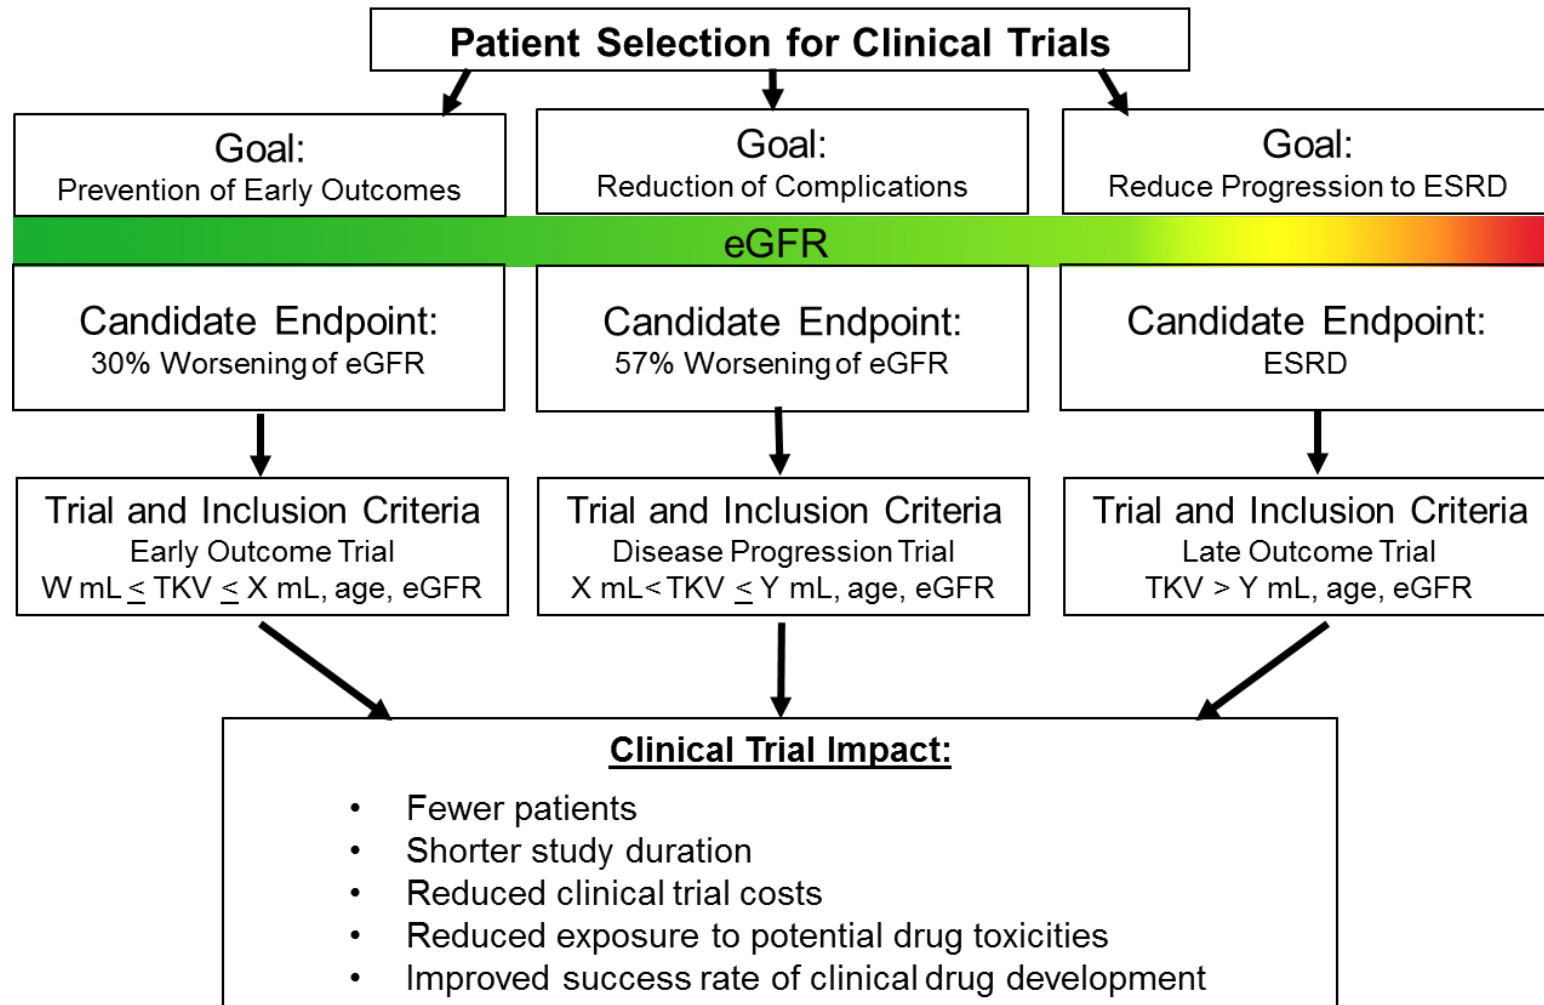 Patient Selection for Clinical Trials
Goal:
Prevention of Early Outcomes
Goal:
Reduction of Complications
Goal:
Reduce Progression to ESRD
eGFR
Candidate Endpoint:
30% Worsening of eGFR
Candidate Endpoint:
57% Worsening of eGFR
Candidate Endpoint:
ESRD
Trial and Inclusion Criteria
Early Outcome Trial
W mL ≤ TKV ≤ X mL, age, eGFR
Trial and Inclusion Criteria
Disease Progression Trial
X mL< TKV ≤ Y mL, age, eGFR
Trial and Inclusion Criteria
Late Outcome Trial
TKV > Y mL, age, eGFR
Clinical Trial Impact:
• Fewer patients
• Shorter study duration
• Reduced clinical trial costs
• Reduced exposure to potential drug toxicities
• Improved success rate of clinical drug development